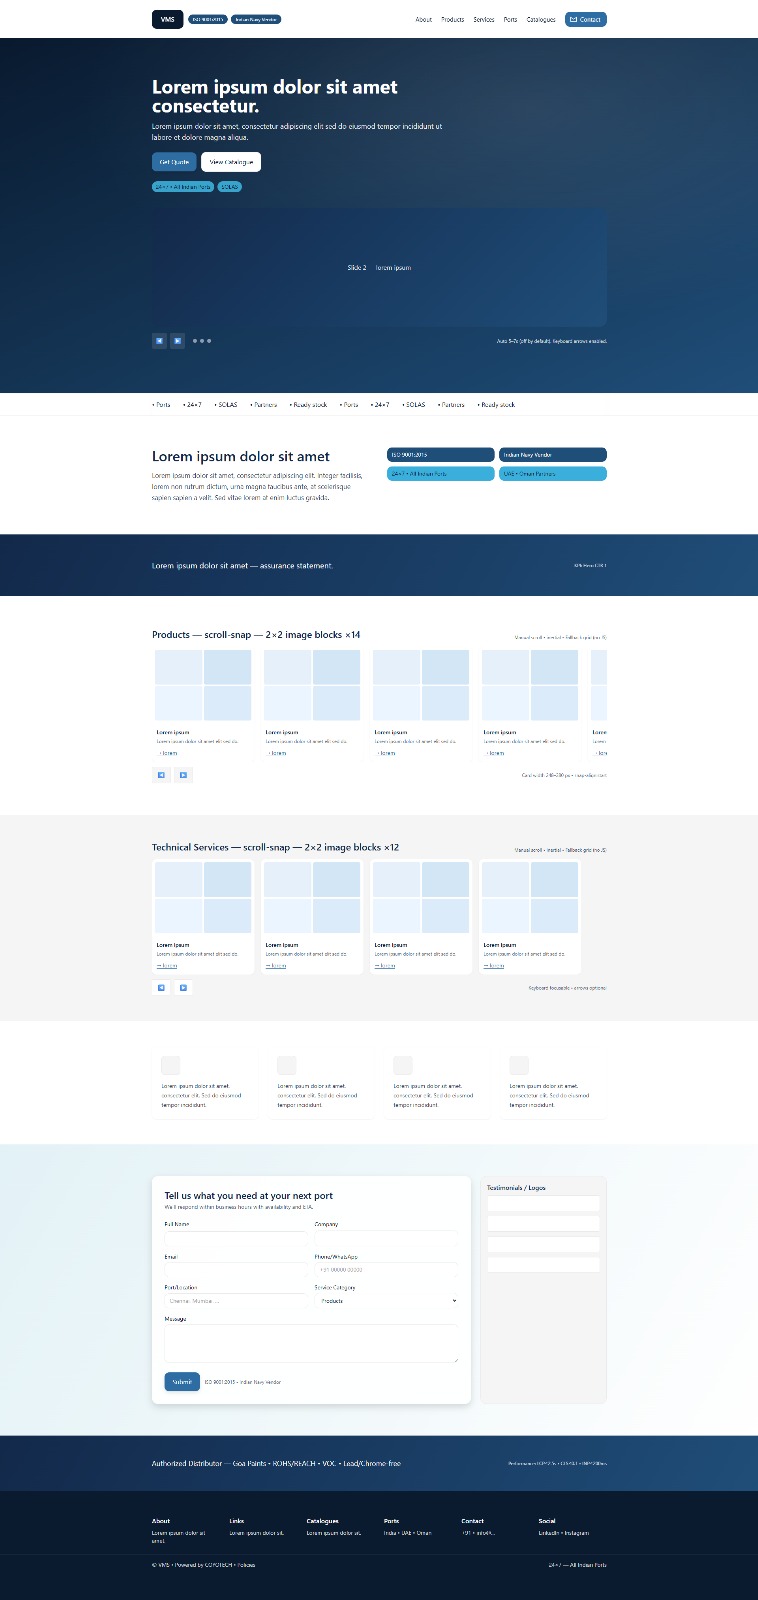 VMS
ISO 9001:2015
Indian Navy Vendor
About
Products
Services
Ports
Catalogues
Contact
Lorem ipsum dolor sit amet
consectetur.
Lorem ipsum dolor sit amet, consectetur adipiscing elit sed do eiusmod tempor incididunt ut
labore et dolore magna aliqua.
Get Quote
View Catalogue
24×7 • All Indian Ports
SOLAS
Slide 2 — lorem ipsum
Auto 5–7s (off by default). Keyboard arrows enabled.
• Ports • 24×7 • SOLAS • Partners • Ready stock • Ports • 24×7 • SOLAS • Partners • Ready stock
Lorem ipsum dolor sit amet
Lorem ipsum dolor sit amet, consectetur adipiscing elit. Integer facilisis,
lorem non rutrum dictum, urna magna faucibus ante, at scelerisque
sapien sapien a velit. Sed vitae lorem at enim luctus gravida.
ISO 9001:2015
Indian Navy Vendor
24×7 • All Indian Ports
UAE • Oman Partners
Lorem ipsum dolor sit amet — assurance statement.
Products — scroll-snap — 2×2 image blocks ×14
Manual scroll • Inertial • Fallback grid (no JS)
Lorem ipsum
Lorem ipsum dolor sit amet elit sed do.
→ lorem
Lorem ipsum
Lorem ipsum dolor sit amet elit sed do.
→ lorem
Lorem ipsum
Lorem ipsum dolor sit amet elit sed do.
→ lorem
Lorem ipsum
Lorem ipsum dolor sit amet elit sed do.
→ lorem
Card width 248–280 px • snap-align start
Technical Services — scroll-snap — 2×2 image blocks ×12
Manual scroll • Inertial • Fallback grid (no JS)
Lorem ipsum
Lorem ipsum dolor sit amet elit sed do.
→ lorem
Lorem ipsum
Lorem ipsum dolor sit amet elit sed do.
→ lorem
Lorem ipsum
Lorem ipsum dolor sit amet elit sed do.
→ lorem
Lorem ipsum
Lorem ipsum dolor sit amet elit sed do.
→ lorem
Keyboard focusable • arrows optional
Lorem ipsum dolor sit amet,
consectetur elit. Sed do eiusmod
tempor incididunt.
Lorem ipsum dolor sit amet,
consectetur elit. Sed do eiusmod
tempor incididunt.
Lorem ipsum dolor sit amet,
consectetur elit. Sed do eiusmod
tempor incididunt.
Lorem ipsum dolor sit amet,
consectetur elit. Sed do eiusmod
tempor incididunt.
Tell us what you need at your next port
We'll respond within business hours with availability and ETA.
Full Name
Company
Email
Phone/WhatsApp
+91 00000 00000
Port/Location
Chennai, Mumbai …
Service Category
Products
Message
Submit
ISO 9001:2015 • Indian Navy Vendor
Testimonials / Logos
Authorized Distributor — Goa Paints • ROHS/REACH • VOC • Lead/Chrome-free
About
Lorem ipsum dolor sit
amet.
Links
Lorem ipsum dolor sit.
Catalogues
Lorem ipsum dolor sit.
Ports
India • UAE • Oman
Contact
+91 • info@…
Social
LinkedIn • Instagram
© VMS • Powered by COYOTECH • Policies
24×7 — All Indian Ports